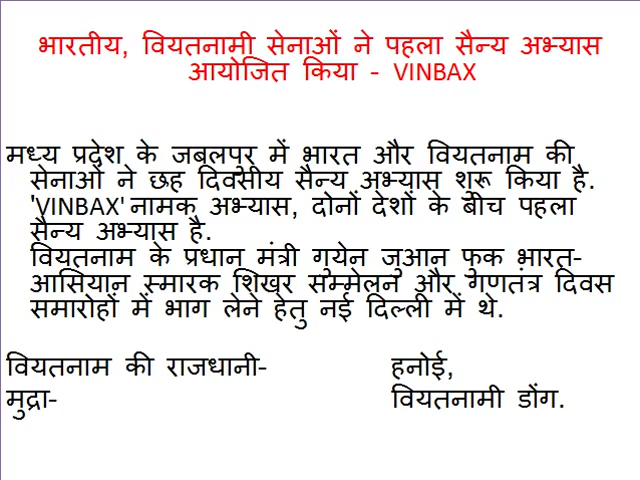 भारतीय, वियतनामी सेनाओं ने पहला सैन्य अभ्यास
आयोजित किया - VINBAX
मध्य प्रदेश के जबलपुर में भारत और वियतनाम की
सेनाओं ने छह दिवसीय सैन्य अभ्यास शुरू किया है.
'VINBAX' नामक अभ्यास, दोनों देशों के बीच पहला
सैन्य अभ्यास है.
वियतनाम के प्रधान मंत्री गुयेन जुआन फुक भारत-
आसियान स्मारक शिखर सम्मेलन और गणतंत्र दिवस
समारोहों में भाग लेने हेतु नई दिल्ली में थे.
वियतनाम की राजधानी- हनोई,
मुद्रा- वियतनामी डोंग.